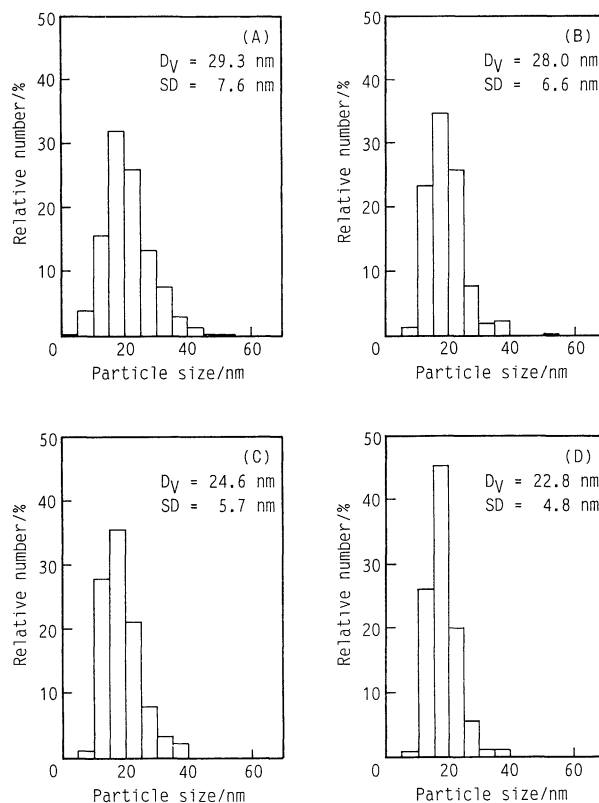 (A)
D_V = 29.3 nm
SD = 7.6 nm
Relative number/%
50
40
30
20
10
0 20 40 60
Particle size/nm
(B)
D_V = 28.0 nm
SD = 6.6 nm
Relative number/%
50
40
30
20
10
0 20 40 60
Particle size/nm
(C)
D_V = 24.6 nm
SD = 5.7 nm
Relative number/%
50
40
30
20
10
0 20 40 60
Particle size/nm
(D)
D_V = 22.8 nm
SD = 4.8 nm
Relative number/%
50
40
30
20
10
0 20 40 60
Particle size/nm